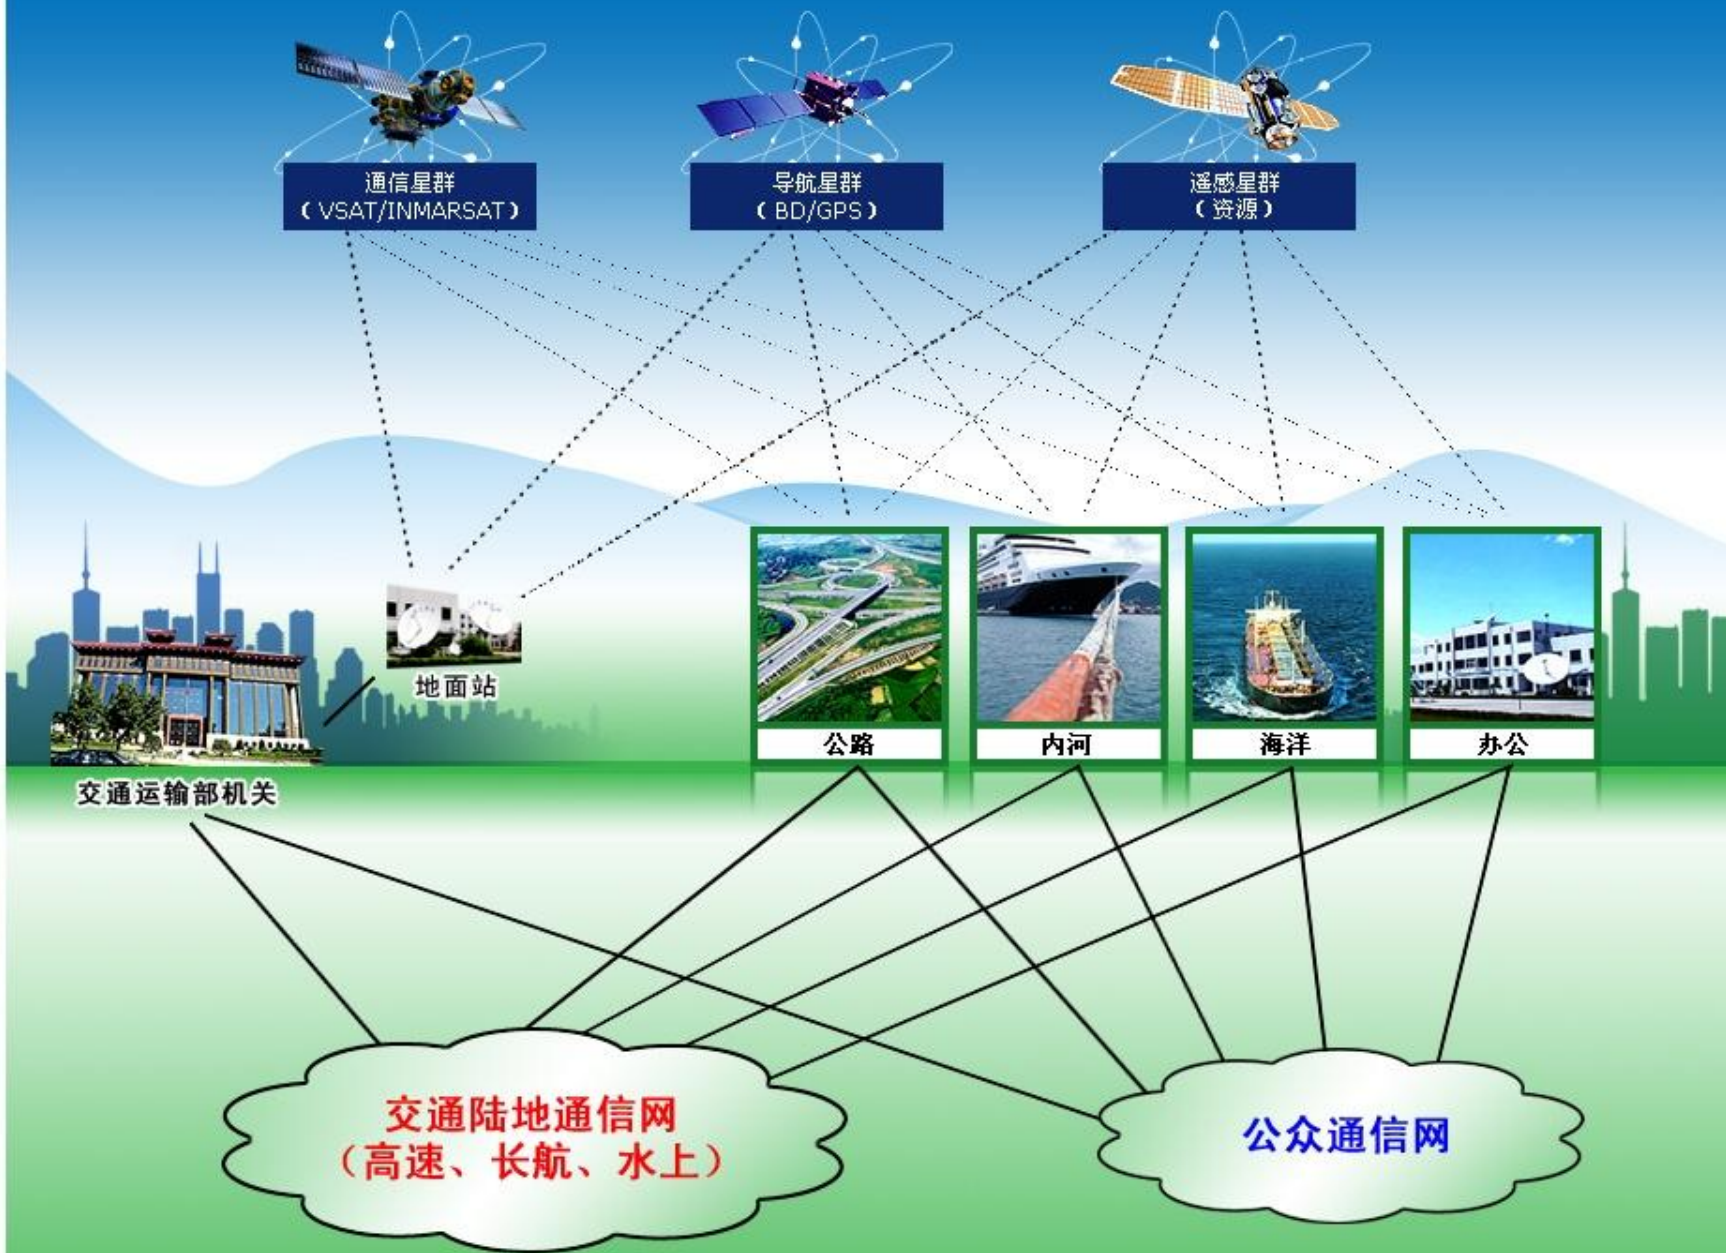 通信星群
（VSAT/INMARSAT）
导航星群
（BD/GPS）
遥感星群
（资源）
地面站
交通运输部机关
公路
内河
海洋
办公
交通陆地通信网
（高速、长航、水上）
公众通信网